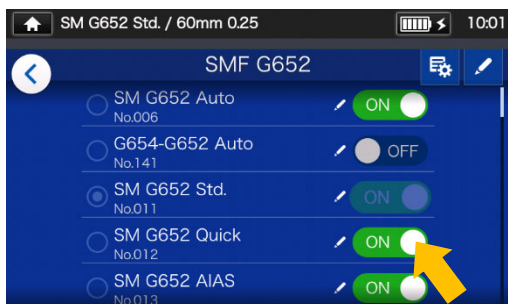 SM G652 Std. / 60mm 0.25 10:01
SMF G652
SM G652 Auto ON
No.006
G654-G652 Auto OFF
No.141
SM G652 Std. ON
No.011
SM G652 Quick ON
No.012
SM G652 AIAS ON
No.013